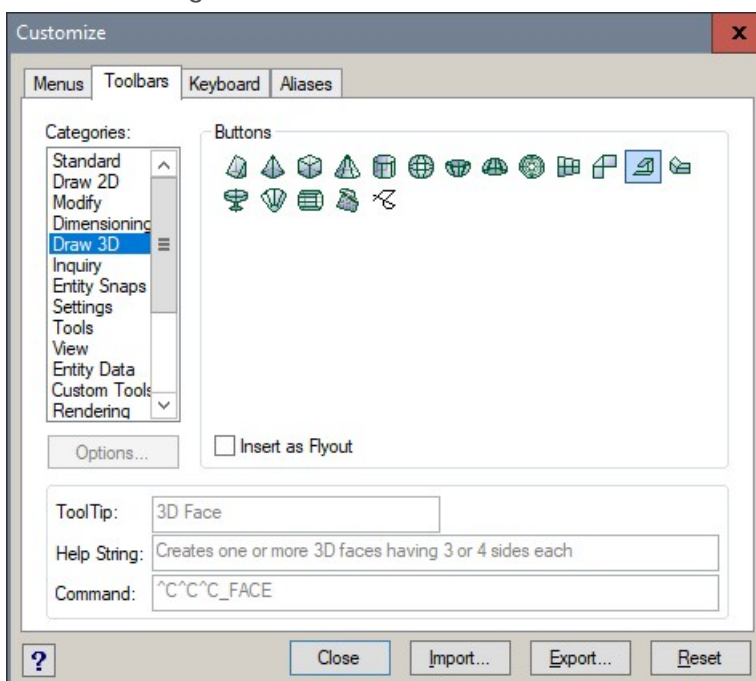 Customize
x
Menus Toolbars Keyboard Aliases
Categories:
Buttons
Standard
Draw 2D
Modify
Dimensioning
Draw 3D
Inquiry
Entity Snaps
Settings
Tools
View
Entity Data
Custom Tools
Rendering
Options...
Insert as Flyout
ToolTip: 3D Face
Help String: Creates one or more 3D faces having 3 or 4 sides each
Command: ^C^C^C_FACE
? Close Import... Export... Reset